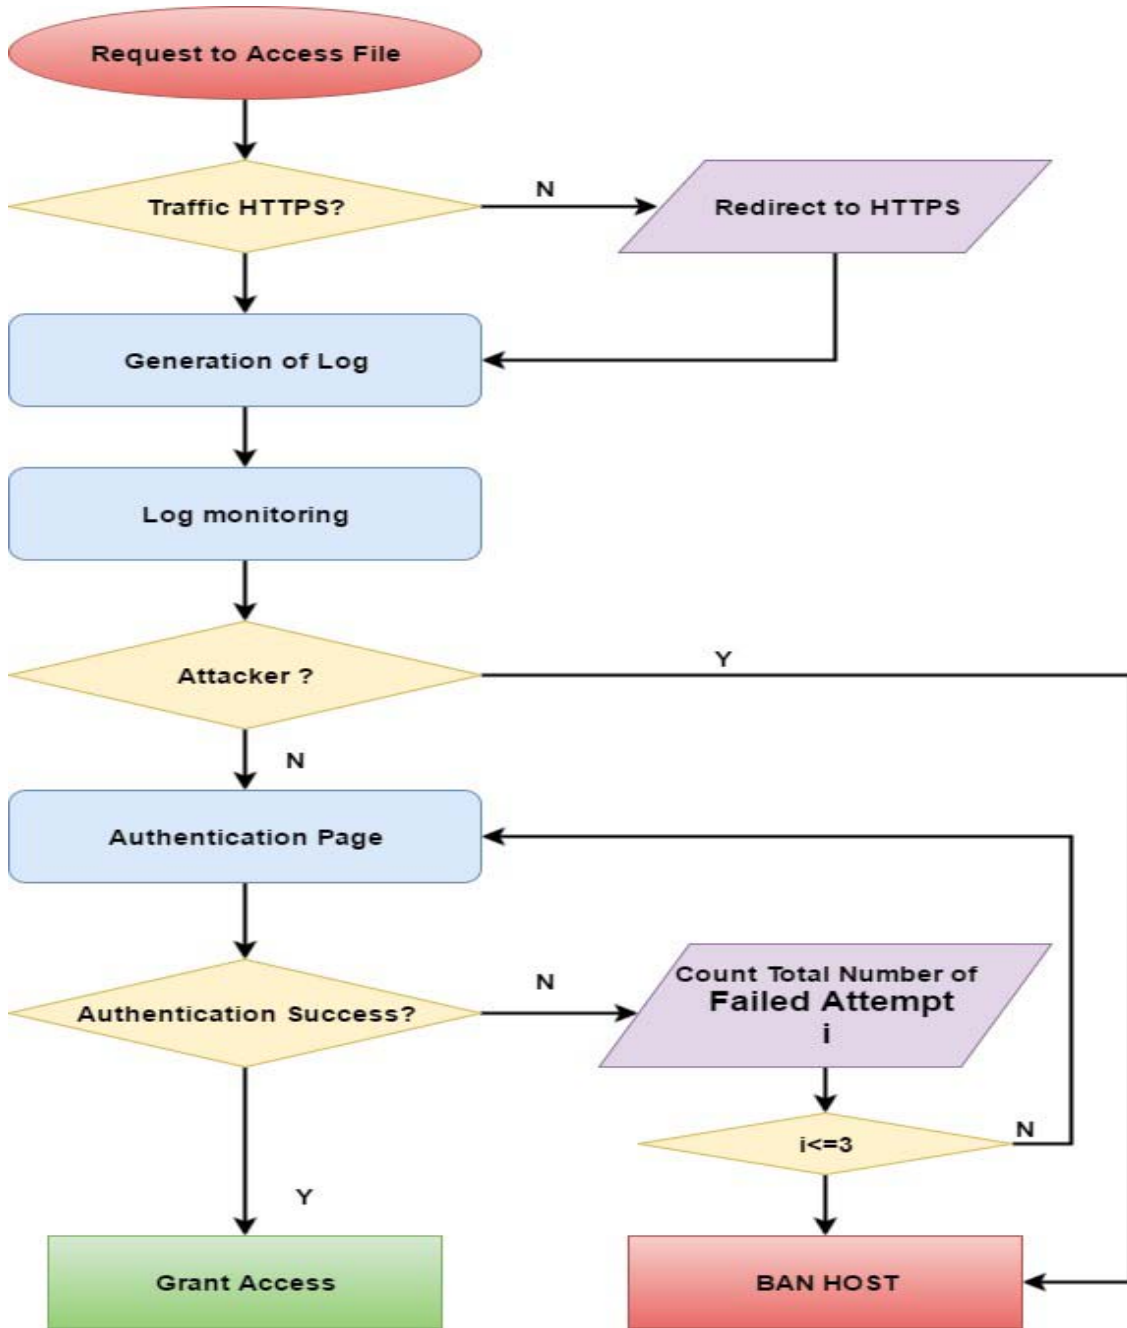 Request to Access File
Traffic HTTPS?
N
Redirect to HTTPS
Generation of Log
Log monitoring
Attacker ?
Y
N
Authentication Page
Authentication Success?
N
Count Total Number of
Failed Attempt
i
i<=3
N
Y
Grant Access
BAN HOST